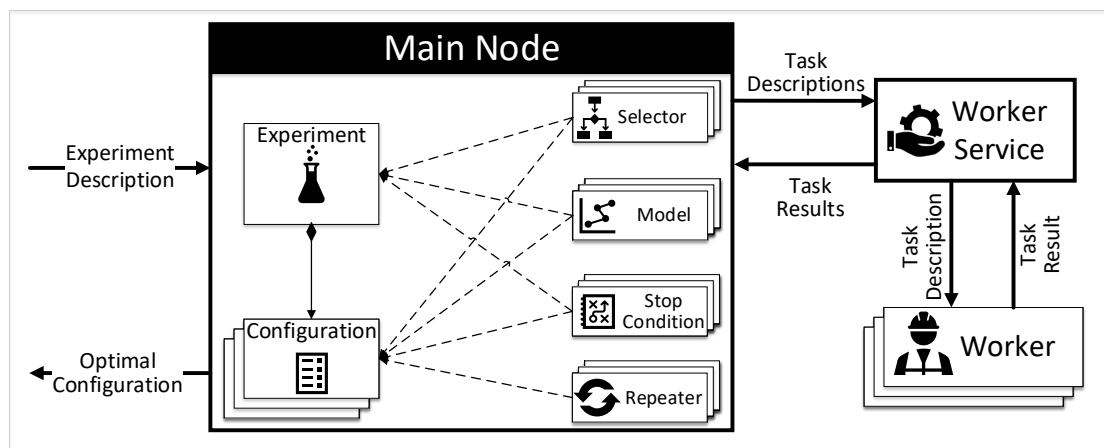 Main Node
Experiment
Description
Experiment
Configuration
Optimal
Configuration
Selector
Model
Stop
Condition
Repeater
Task
Descriptions
Task
Results
Worker
Service
Task
Description
Task
Result
Worker